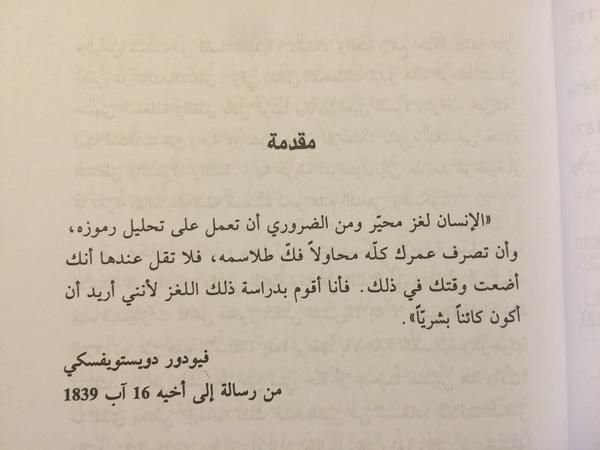 مقدمة
«الإنسان لغز محيّر ومن الضروري أن تعمل على تحليل رموزه،
وأن تصرف عمرك كلّه محاولاً فكّ طلاسمه، فلا تقل عندها أنك
أضعت وقتك في ذلك. فأنا أقوم بدراسة ذلك اللغز لأنني أريد أن
أكون كائناً بشريّاً».
فيودور دويستويفسكي
من رسالة إلى أخيه 16 آب 1839